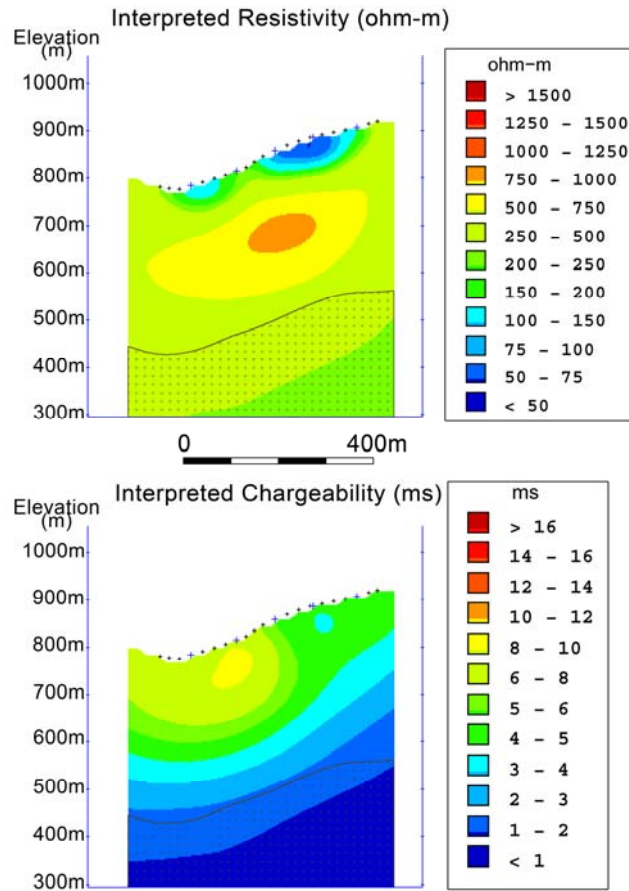 Interpreted Resistivity (ohm-m)
Elevation
(m)
1000m
900m
800m
700m
600m
500m
400m
300m
ohm-m
> 1500
1250 - 1500
1000 - 1250
750 - 1000
500 - 750
250 - 500
200 - 250
150 - 200
100 - 150
75 - 100
50 - 75
< 50
0 400m
Interpreted Chargeability (ms)
Elevation
(m)
1000m
900m
800m
700m
600m
500m
400m
300m
ms
> 16
14 - 16
12 - 14
10 - 12
8 - 10
6 - 8
5 - 6
4 - 5
3 - 4
2 - 3
1 - 2
< 1